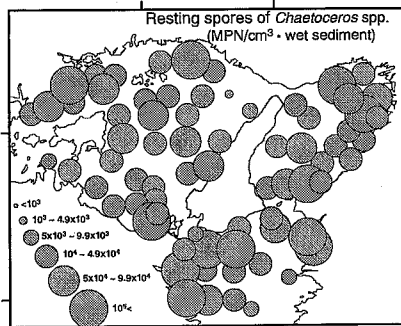 Resting spores of Chaetoceros spp.
(MPN/cm³・wet sediment)
<10³
10³ ~ 4.9x10³
5x10³ ~ 9.9x10³
10⁴ ~ 4.9x10⁴
5x10⁴ ~ 9.9x10⁴
10⁵<